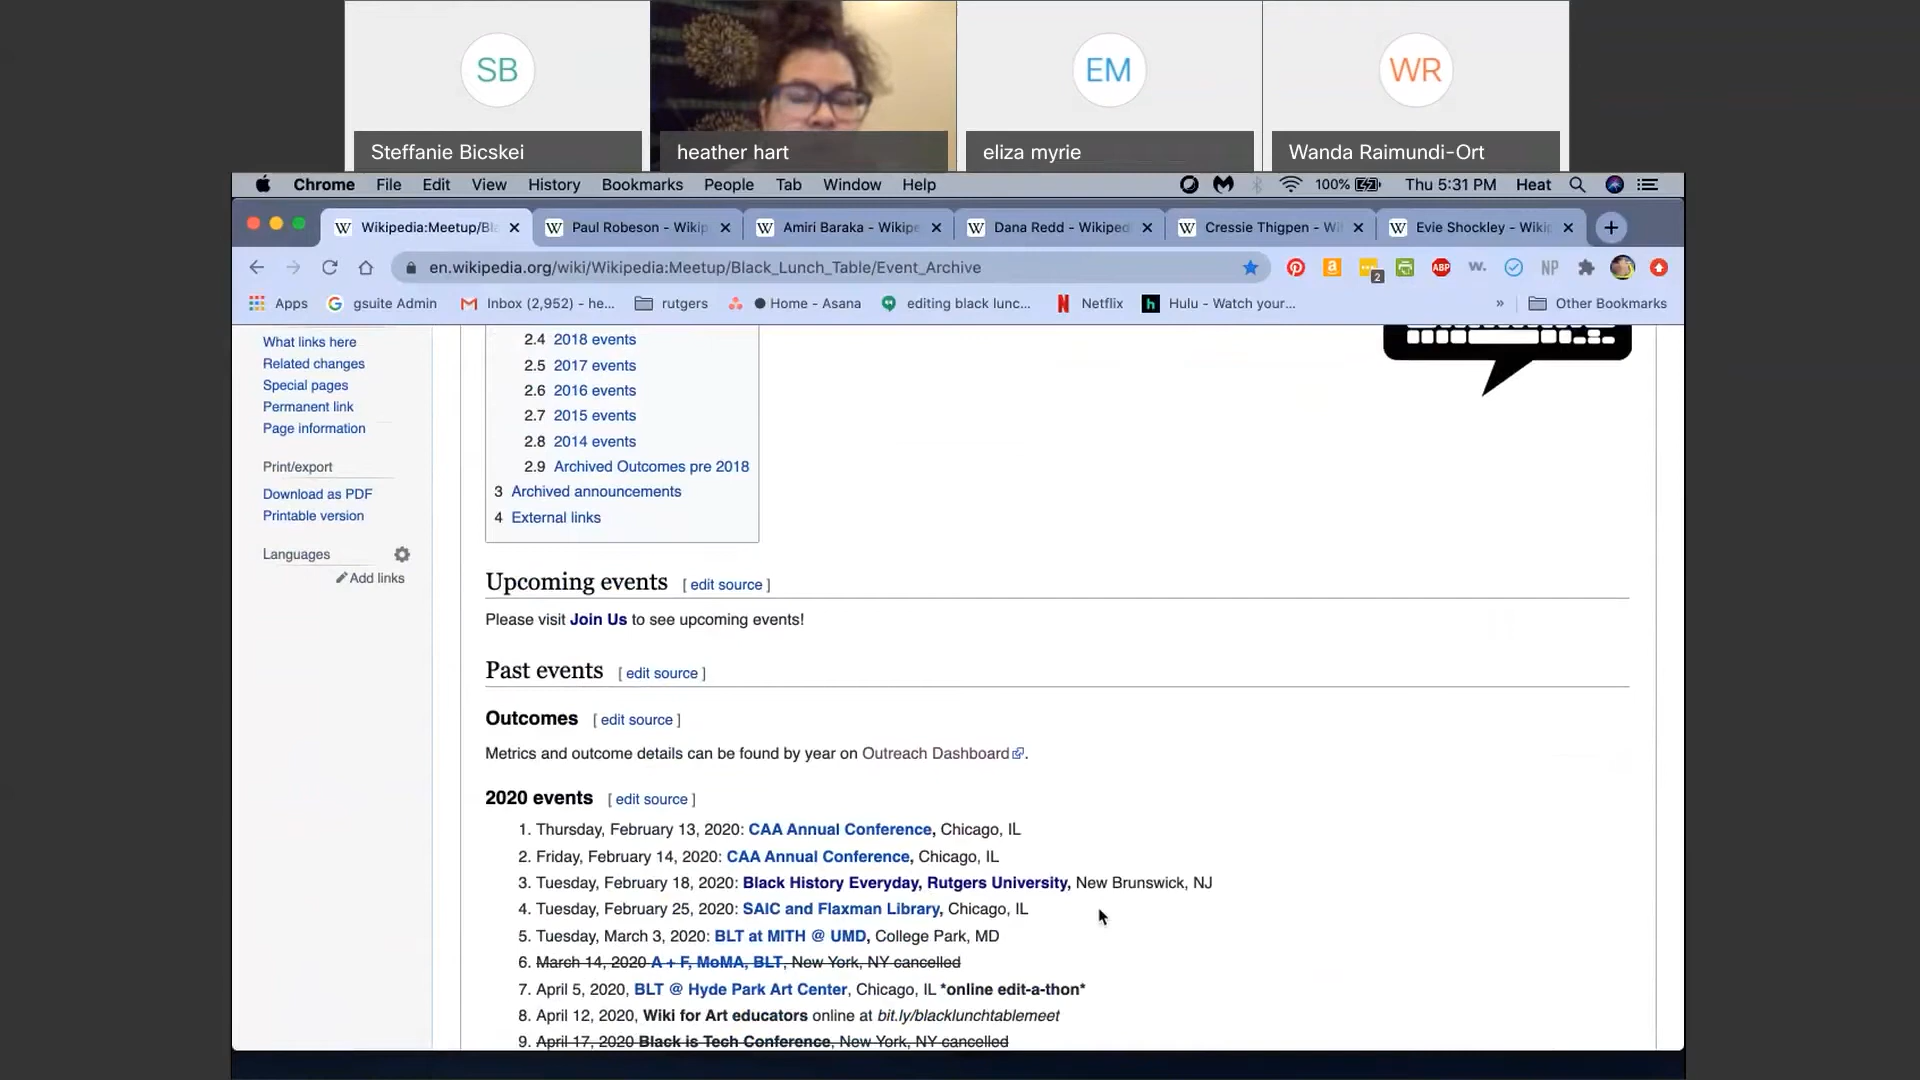 SB
EM
WR
Steffanie Bicskei
heather hart
eliza myrie
Wanda Raimundi-Ort
Chrome File Edit View History Bookmarks People Tab Window Help 100% Thu 5:31 PM Heat
Wikipedia:Meetup/Bl Paul Robeson - Wikip Amiri Baraka - Wikipe Dana Redd - Wikiped Cressie Thigpen - Wi Evie Shockley - Wikip
en.wikipedia.org/wiki/Wikipedia:Meetup/Black_Lunch_Table/Event_Archive 2 ABP w. NP
Apps gsuite Admin Inbox (2,952) - he... rutgers Home - Asana editing black lunc... Netflix Hulu - Watch your... » Other Bookmarks
What links here
Related changes
Special pages
Permanent link
Page information
Print/export
Download as PDF
Printable version
Languages
Add links
2.4 2018 events
2.5 2017 events
2.6 2016 events
2.7 2015 events
2.8 2014 events
2.9 Archived Outcomes pre 2018
3 Archived announcements
4 External links
Upcoming events [ edit source ]
Please visit Join Us to see upcoming events!
Past events [ edit source ]
Outcomes [ edit source ]
Metrics and outcome details can be found by year on Outreach Dashboard.
2020 events [ edit source ]
1. Thursday, February 13, 2020: CAA Annual Conference, Chicago, IL
2. Friday, February 14, 2020: CAA Annual Conference, Chicago, IL
3. Tuesday, February 18, 2020: Black History Everyday, Rutgers University, New Brunswick, NJ
4. Tuesday, February 25, 2020: SAIC and Flaxman Library, Chicago, IL
5. Tuesday, March 3, 2020: BLT at MITH @ UMD, College Park, MD
6. March 14, 2020 A + F, MoMA, BLT, New York, NY cancelled
7. April 5, 2020, BLT @ Hyde Park Art Center, Chicago, IL *online edit-a-thon*
8. April 12, 2020, Wiki for Art educators online at bit.ly/blacklunchtablemeet
9. April 17, 2020 Black is Tech Conference, New York, NY cancelled